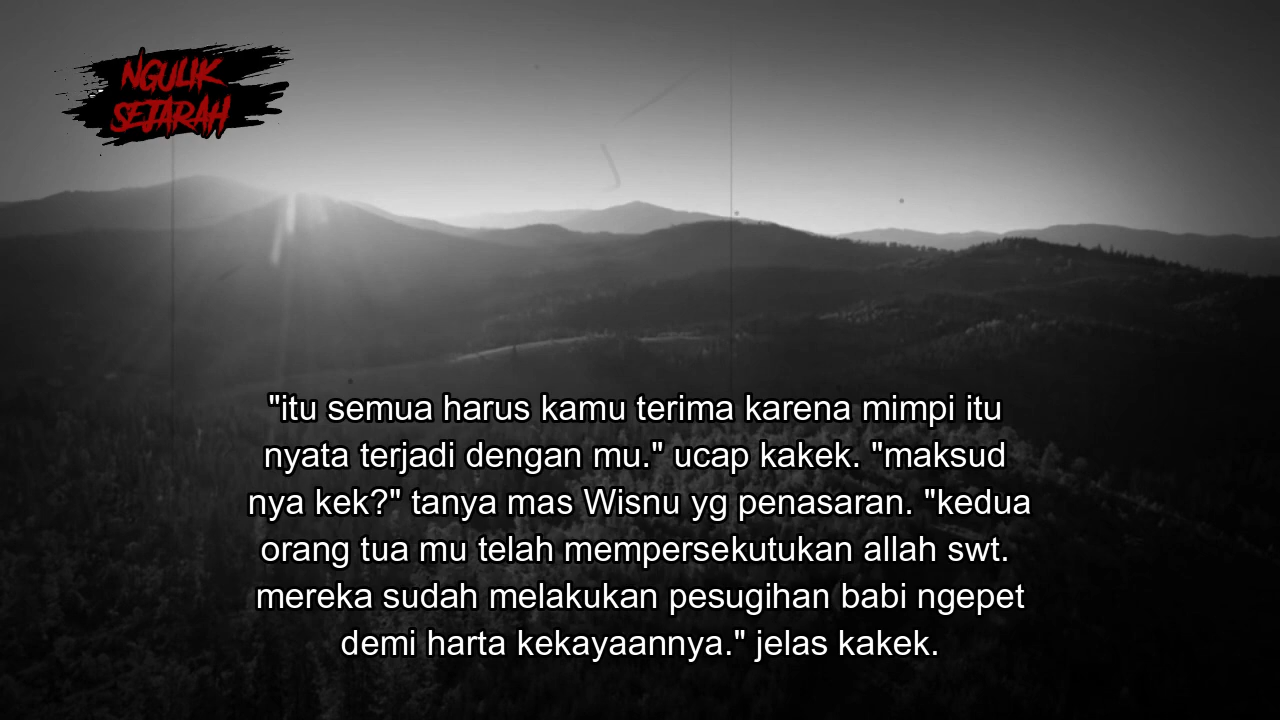 NGULIK
SEJARAH
"itu semua harus kamu terima karena mimpi itu
nyata terjadi dengan mu." ucap kakek. "maksud
nya kek?" tanya mas Wisnu yg penasaran. "kedua
orang tua mu telah mempersekutukan allah swt.
mereka sudah melakukan pesugihan babi ngepet
demi harta kekayaannya." jelas kakek.